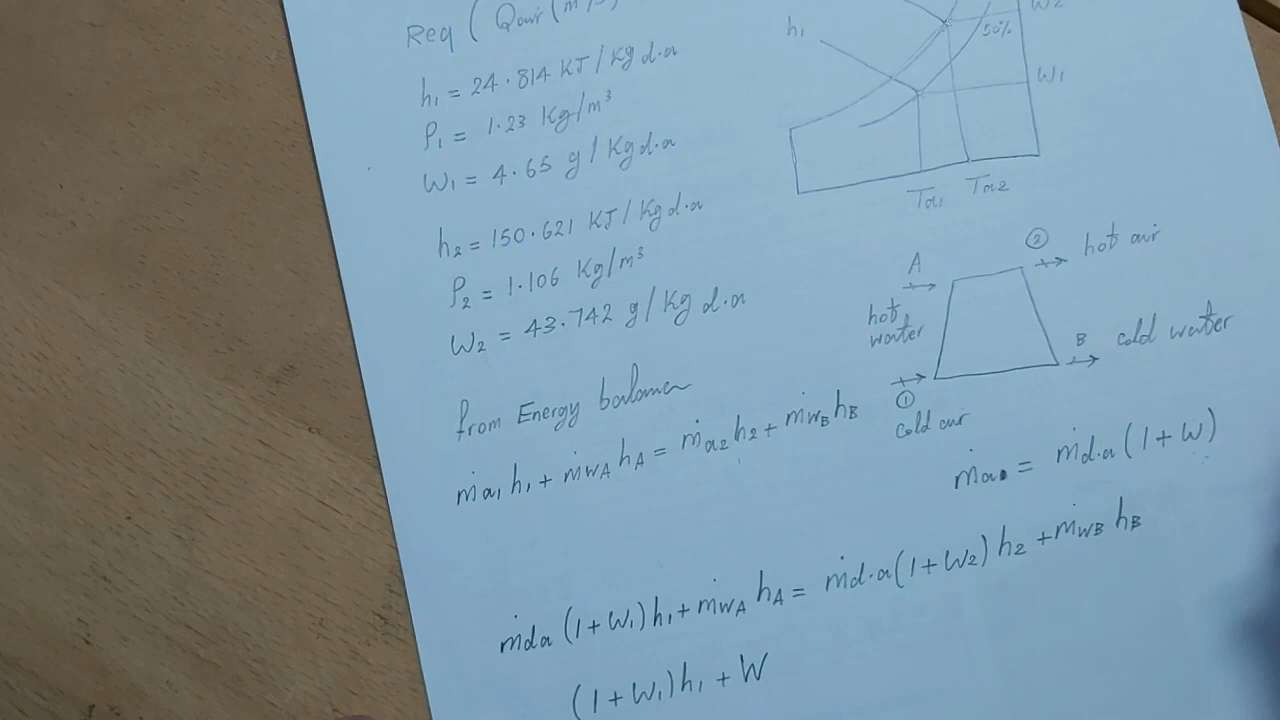 Req ( Qair (m³/s)
h₁ = 24.814 KJ/Kg d.a
ρ₁ = 1.23 Kg/m³
W₁ = 4.65 g/Kg d.a
h₂ = 150.621 KJ/Kg d.a
ρ₂ = 1.106 Kg/m³
W₂ = 43.742 g/Kg d.a
from Energy balance
ṁa₁ h₁ + ṁwA hA = ṁa₂ h₂ + ṁwB hB
ṁa = ṁd.a (1 + W)
ṁda (1 + W₁) h₁ + ṁwA hA = ṁd.a (1 + W₂) h₂ + ṁwB hB
(1 + W₁) h₁ + W
h₁
W₂
50%
W₁
Ta₁ Ta₂
②
hot air
A
hot
water
B
cold water
①
cold air